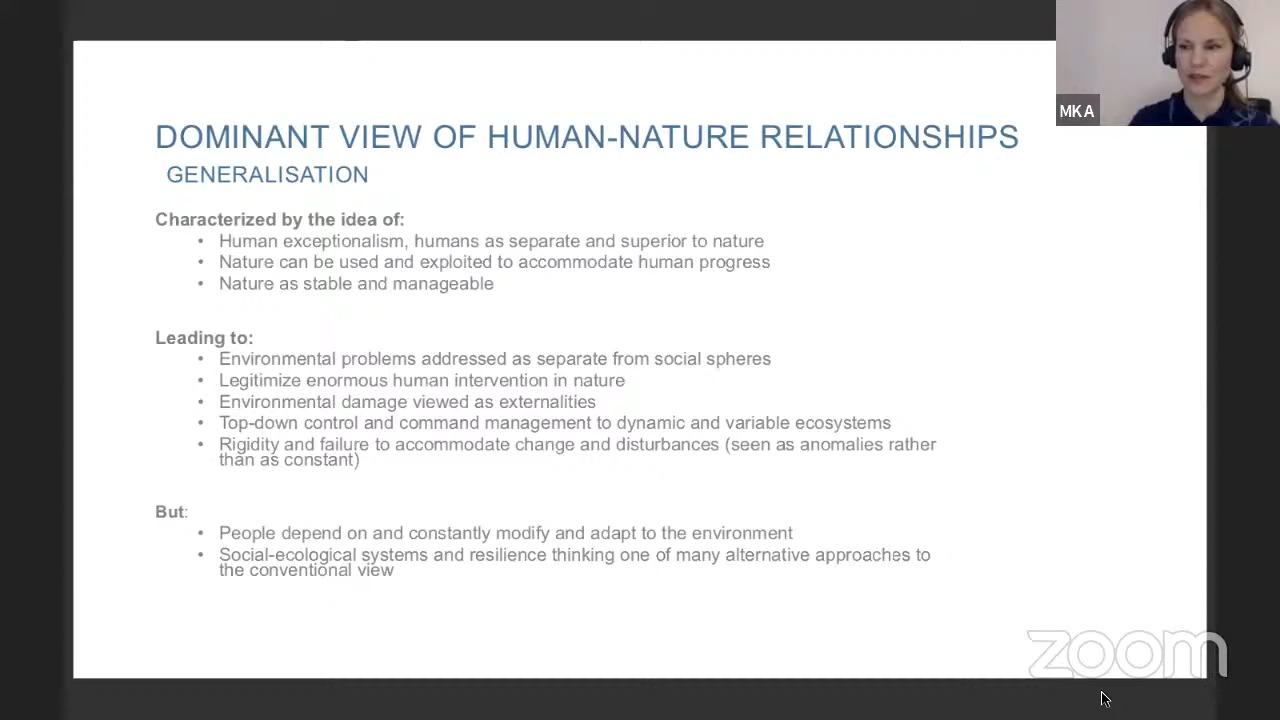 DOMINANT VIEW OF HUMAN-NATURE RELATIONSHIPS
GENERALISATION
Characterized by the idea of:
• Human exceptionalism, humans as separate and superior to nature
• Nature can be used and exploited to accommodate human progress
• Nature as stable and manageable
Leading to:
• Environmental problems addressed as separate from social spheres
• Legitimize enormous human intervention in nature
• Environmental damage viewed as externalities
• Top-down control and command management to dynamic and variable ecosystems
• Rigidity and failure to accommodate change and disturbances (seen as anomalies rather
than as constant)
But:
• People depend on and constantly modify and adapt to the environment
• Social-ecological systems and resilience thinking one of many alternative approaches to
the conventional view
MKA
zoom